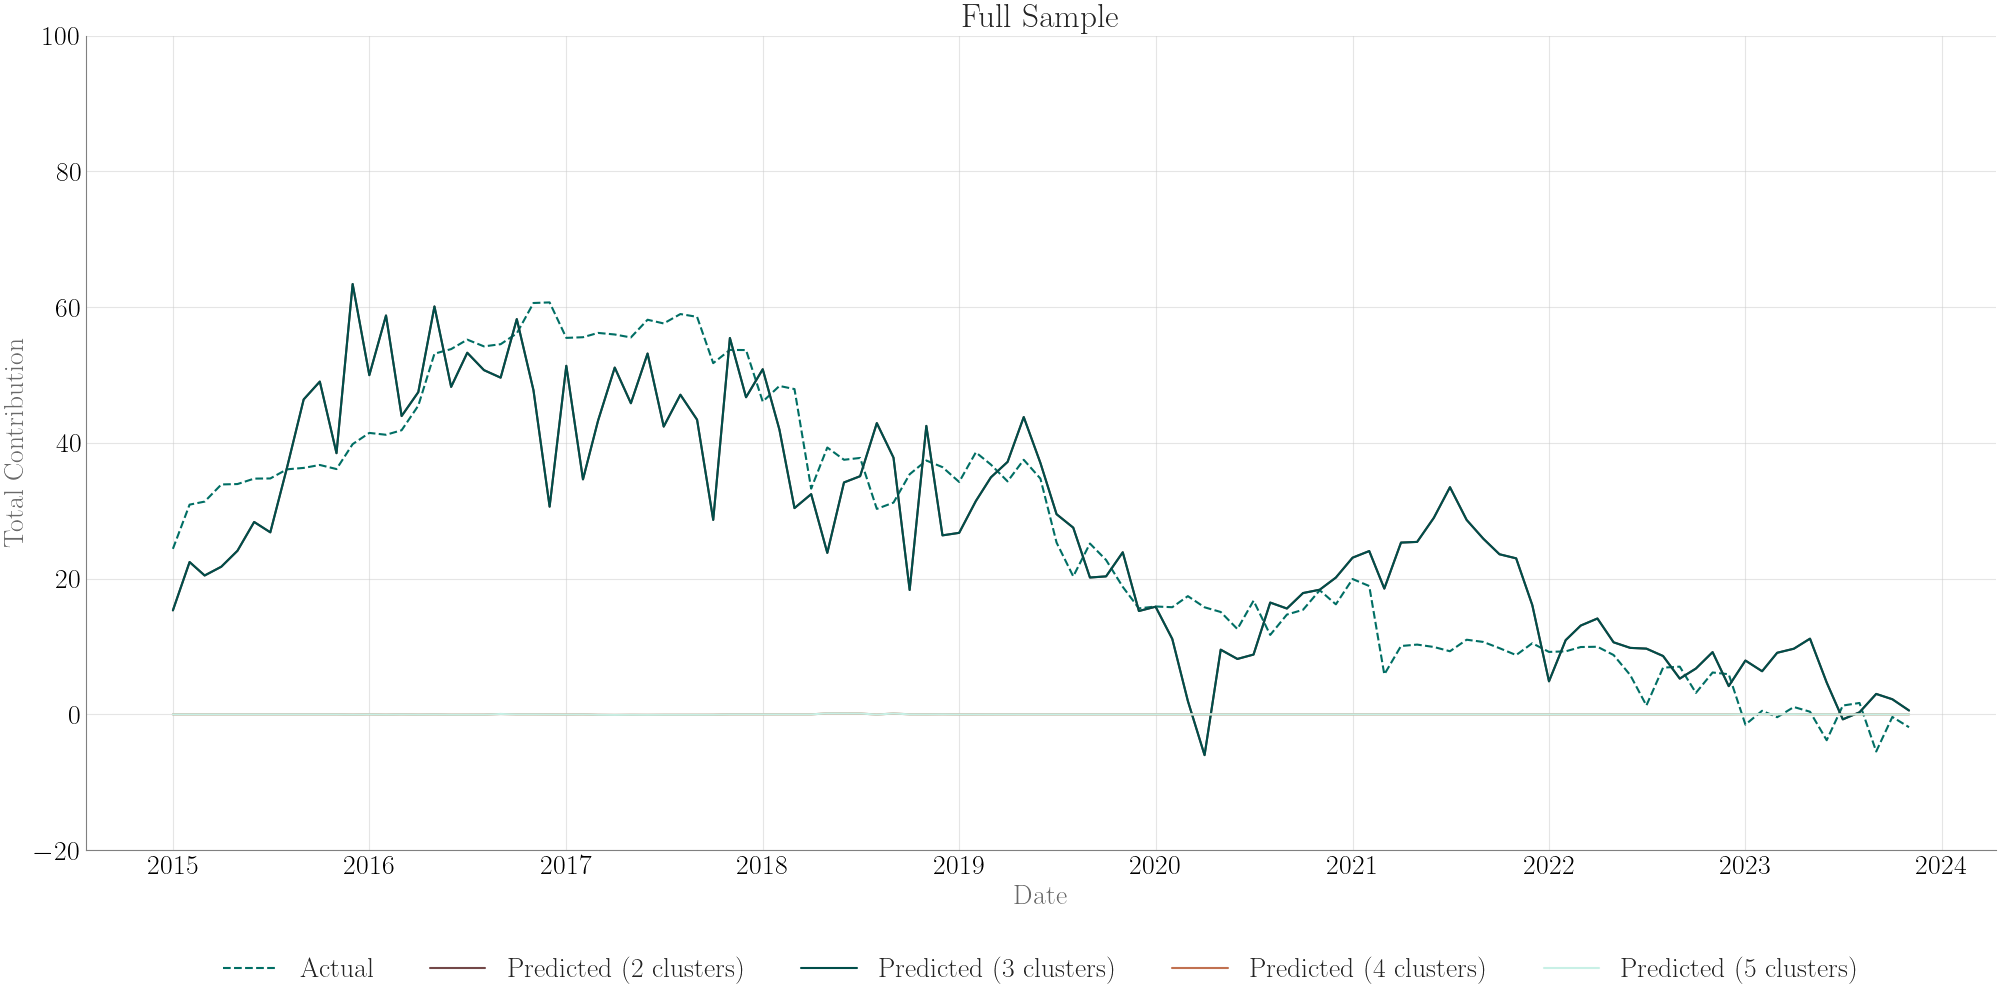 Full Sample
100
80
60
40
20
0
−20
Total Contribution
2015 2016 2017 2018 2019 2020 2021 2022 2023 2024
Date
Actual Predicted (2 clusters) Predicted (3 clusters) Predicted (4 clusters) Predicted (5 clusters)